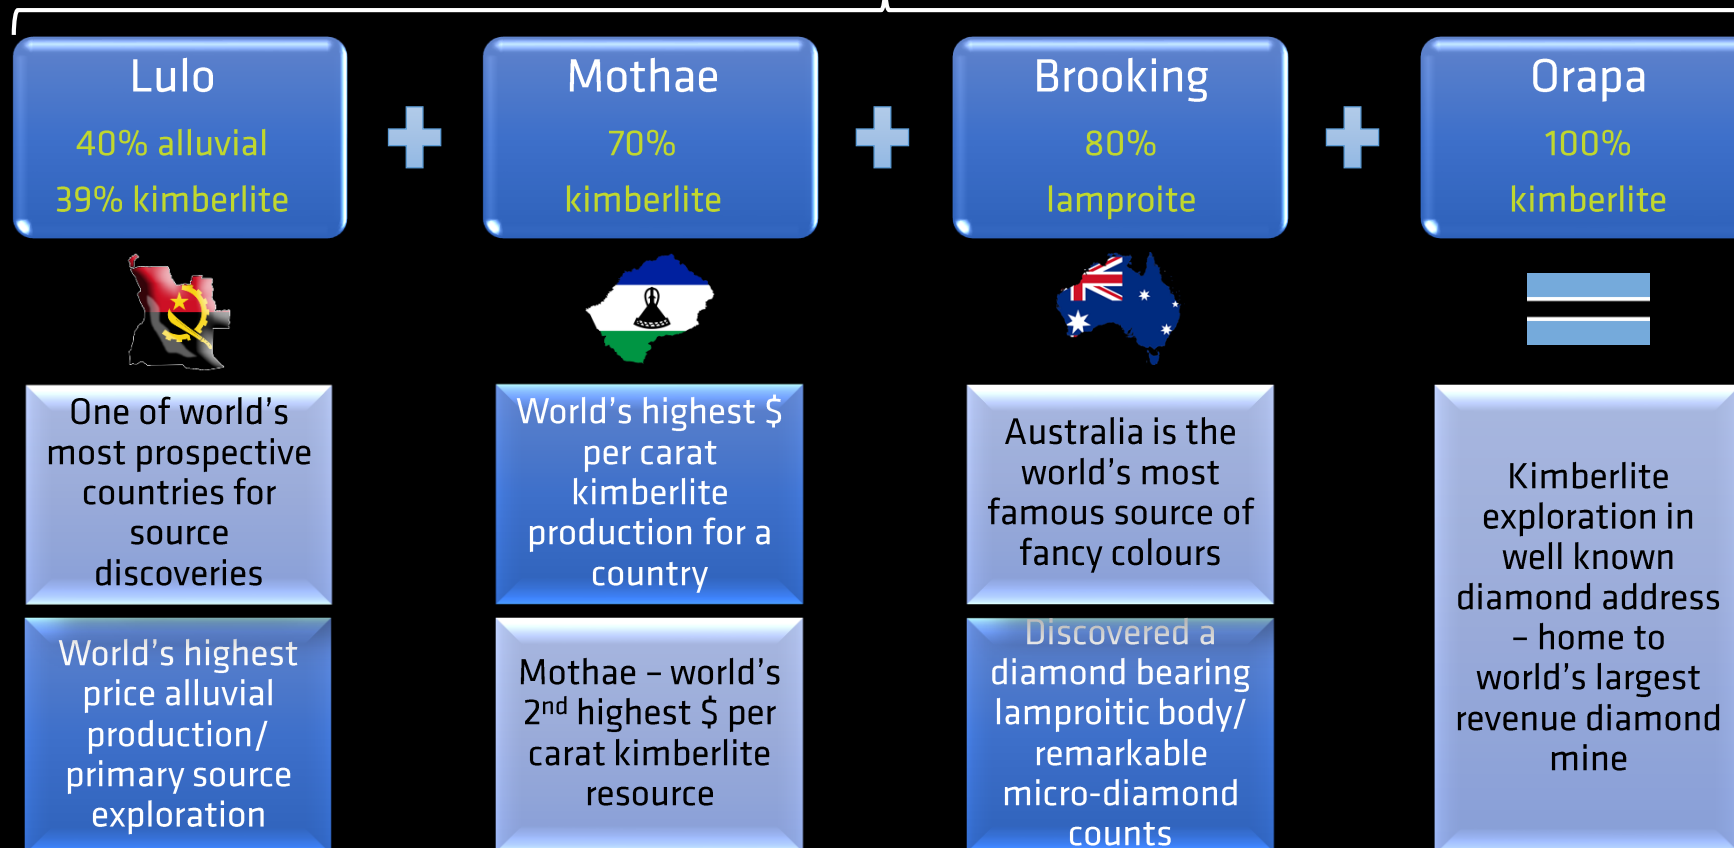 Lulo
40% alluvial
39% kimberlite
Mothae
70%
kimberlite
Brooking
80%
lamproite
Orapa
100%
kimberlite
One of world's
most prospective
countries for
source
discoveries
World's highest $
per carat
kimberlite
production for a
country
Australia is the
world's most
famous source of
fancy colours
Kimberlite
exploration in
well known
diamond address
– home to
world's largest
revenue diamond
mine
World's highest
price alluvial
production/
primary source
exploration
Mothae – world's
2nd highest $ per
carat kimberlite
resource
Discovered a
diamond bearing
lamproitic body/
remarkable
micro-diamond
counts